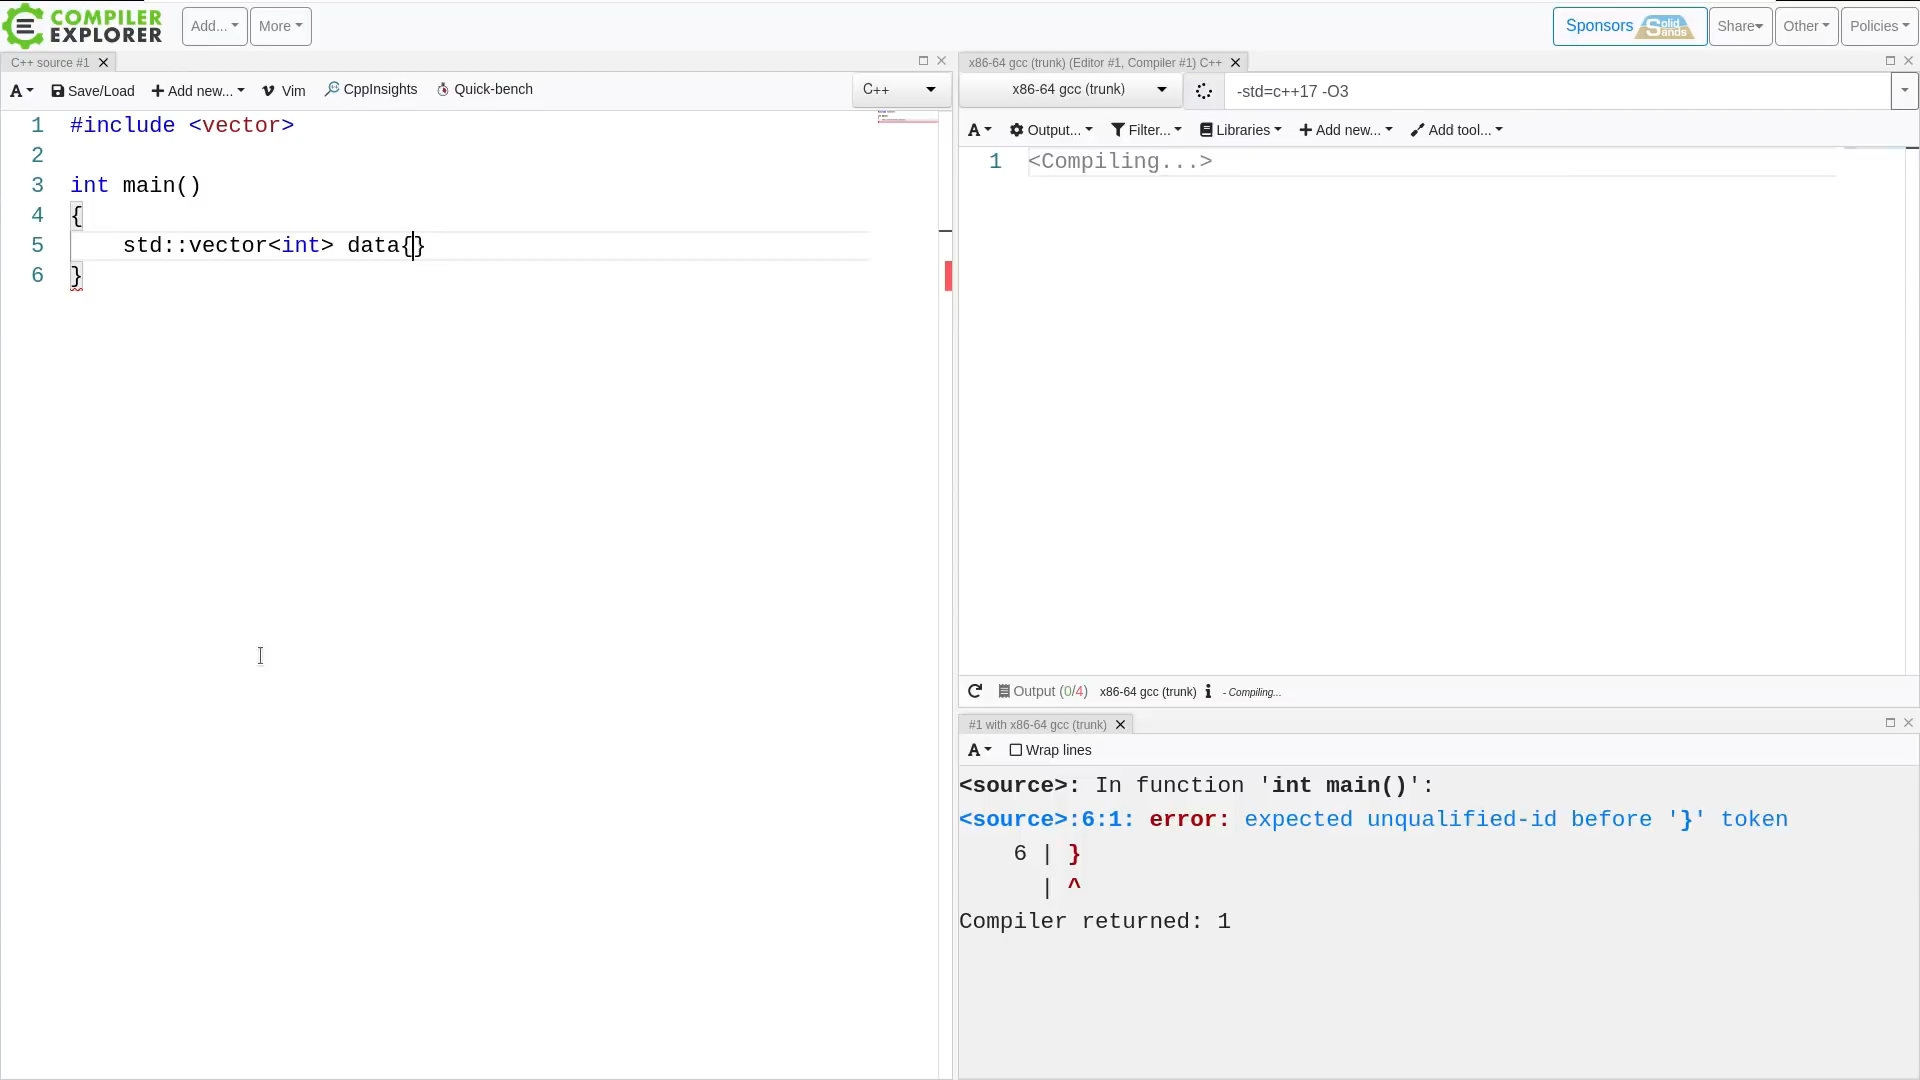 COMPILER
EXPLORER
Add...
More
Sponsors
Solid Sands
Share
Other
Policies
C++ source #1
A
Save/Load
Add new...
Vim
CppInsights
Quick-bench
C++
1 #include <vector>
2
3 int main()
4 {
5 std::vector<int> data{}
6 }
x86-64 gcc (trunk) (Editor #1, Compiler #1) C++
x86-64 gcc (trunk)
-std=c++17 -O3
A
Output...
Filter...
Libraries
Add new...
Add tool...
1 <Compiling...>
Output (0/4) x86-64 gcc (trunk) i - Compiling...
#1 with x86-64 gcc (trunk)
A
Wrap lines
<source>: In function 'int main()':
<source>:6:1: error: expected unqualified-id before '}' token
6 | }
| ^
Compiler returned: 1